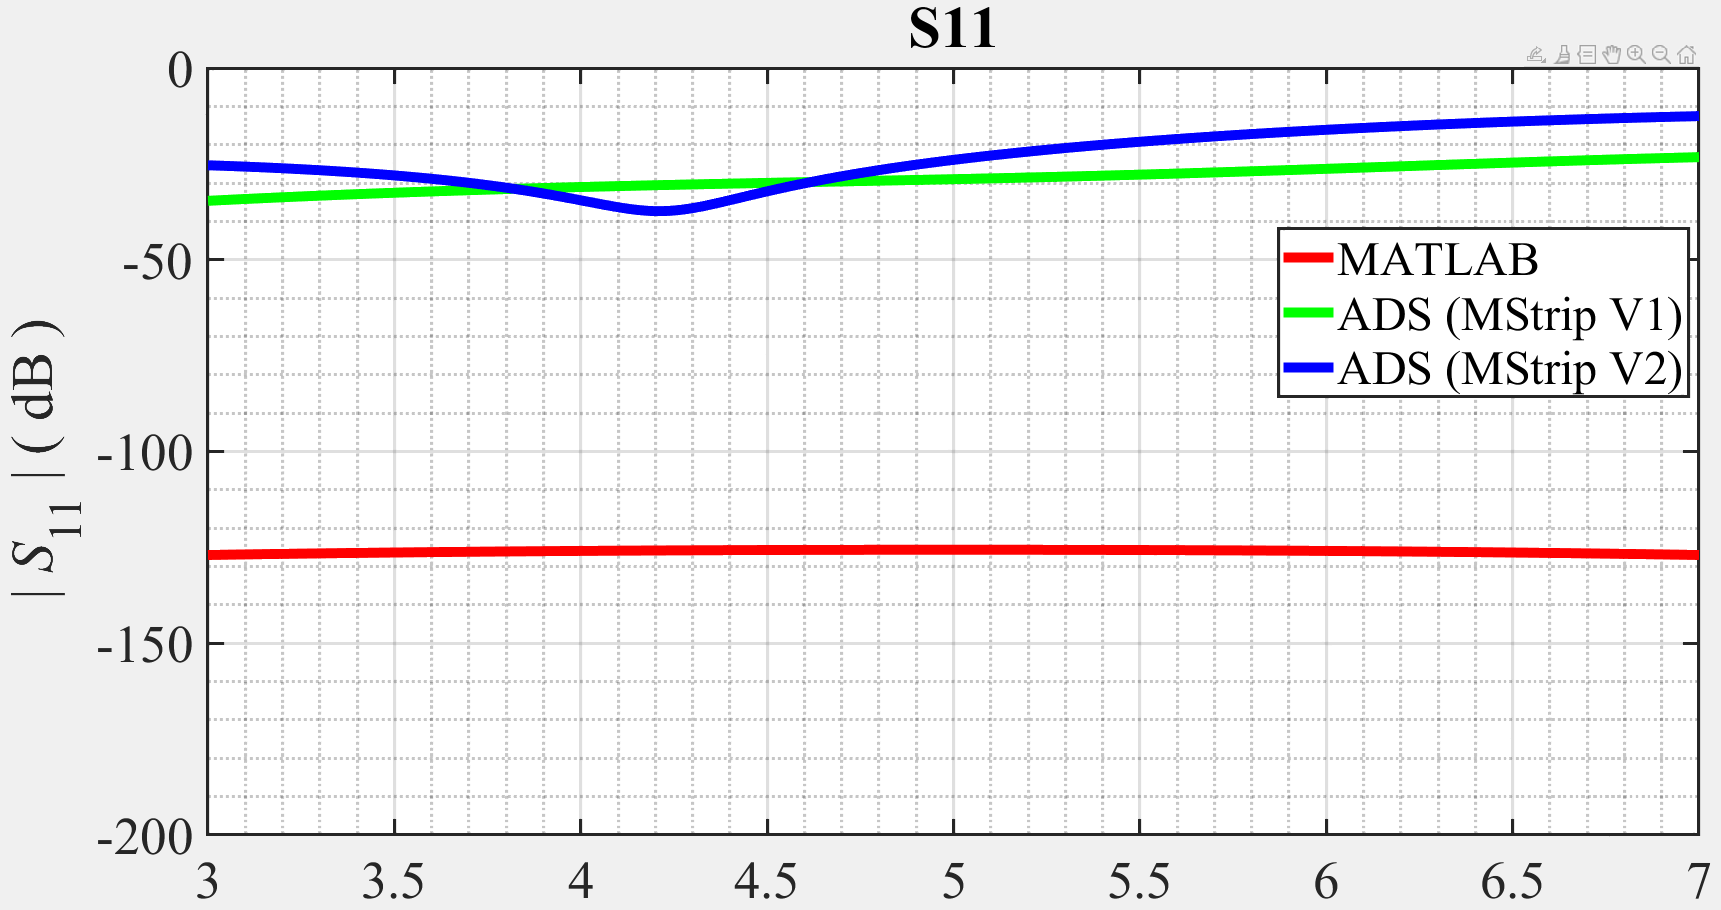 S11
0
-50
-100
-150
-200
| S11 | ( dB )
MATLAB
ADS (MStrip V1)
ADS (MStrip V2)
3 3.5 4 4.5 5 5.5 6 6.5 7